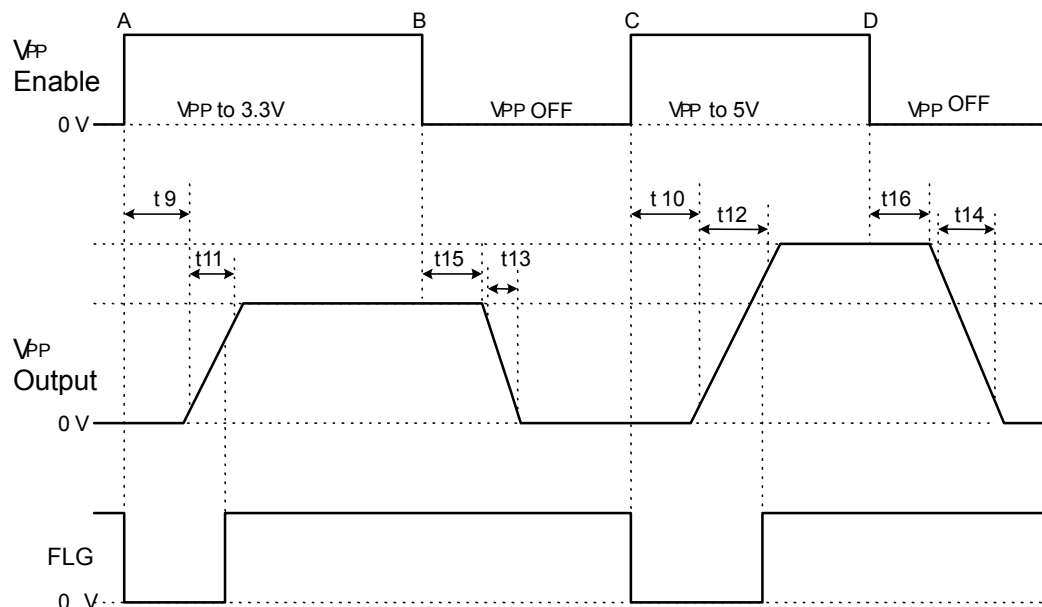 A B C D
VPP
Enable
VPP to 3.3V VPP OFF VPP to 5V VPP OFF
0 V
t 9 t 10 t12 t16 t14
t11 t15 t13
VPP
Output
0 V
FLG
0 V